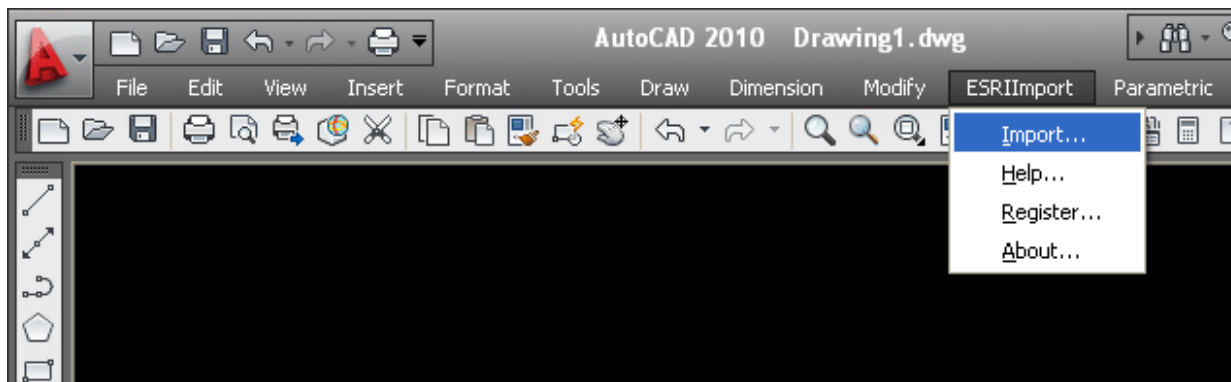 AutoCAD 2010 Drawing1.dwg
File Edit View Insert Format Tools Draw Dimension Modify ESRIImport Parametric
Import...
Help...
Register...
About...